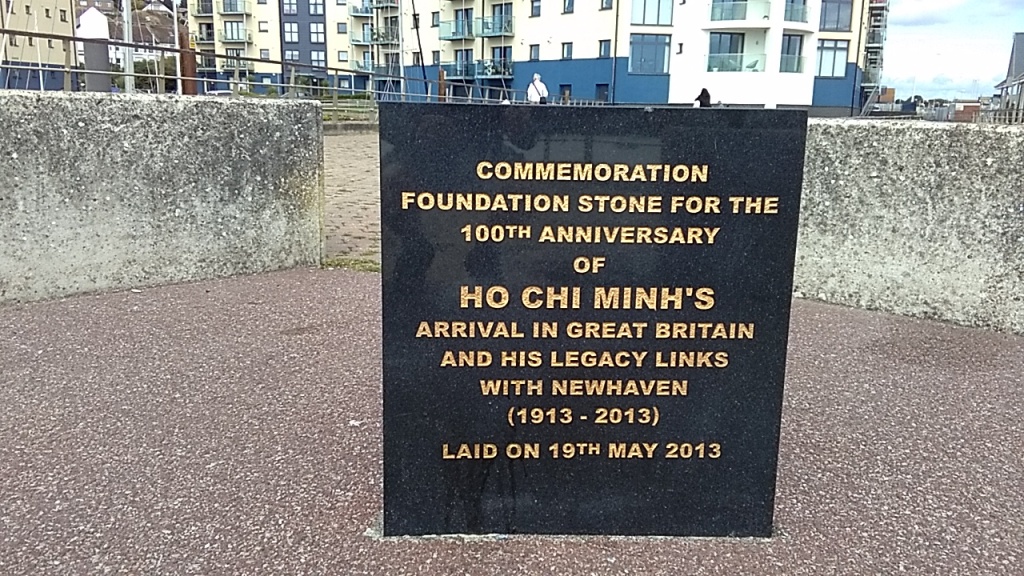 COMMEMORATION
FOUNDATION STONE FOR THE
100TH ANNIVERSARY
OF
HO CHI MINH'S
ARRIVAL IN GREAT BRITAIN
AND HIS LEGACY LINKS
WITH NEWHAVEN
(1913 - 2013)
LAID ON 19TH MAY 2013